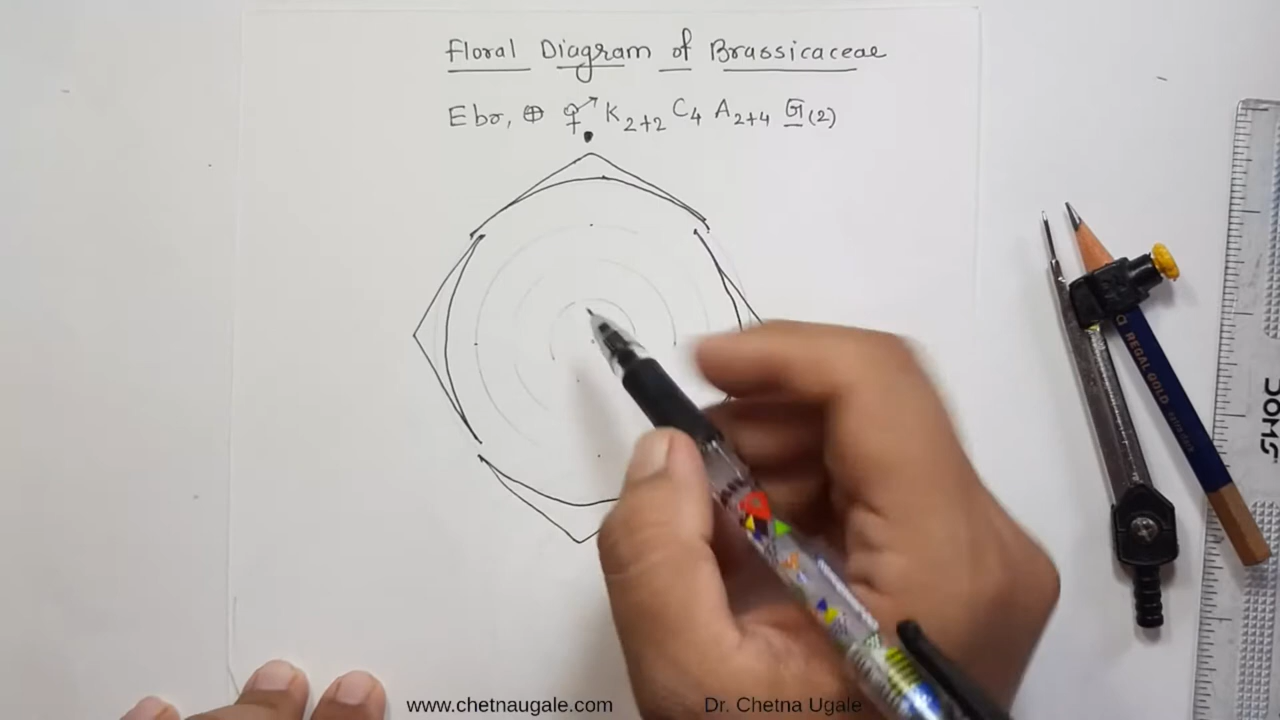 Floral Diagram of Brassicaceae
Ebr, ⊕ ⚥ K2+2 C4 A2+4 G(2)
REGAL GOLD
DOMS
www.chetnaugale.com Dr. Chetna Ugale